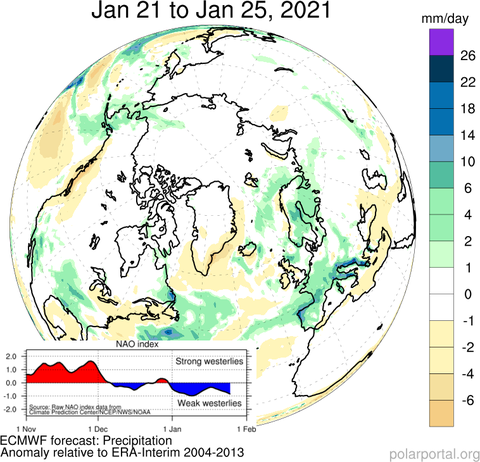 Jan 21 to Jan 25, 2021
mm/day
26
22
18
14
10
6
4
2
1
0
-1
-2
-4
-6
NAO index
2.0
1.0
0.0
-1.0
-2.0
Strong westerlies
Weak westerlies
Source: Raw NAO index data from
Climate Prediction Center/NCEP/NWS/NOAA
1 Nov
1 Dec
1 Jan
1 Feb
ECMWF forecast: Precipitation
Anomaly relative to ERA-Interim 2004-2013
polarportal.org